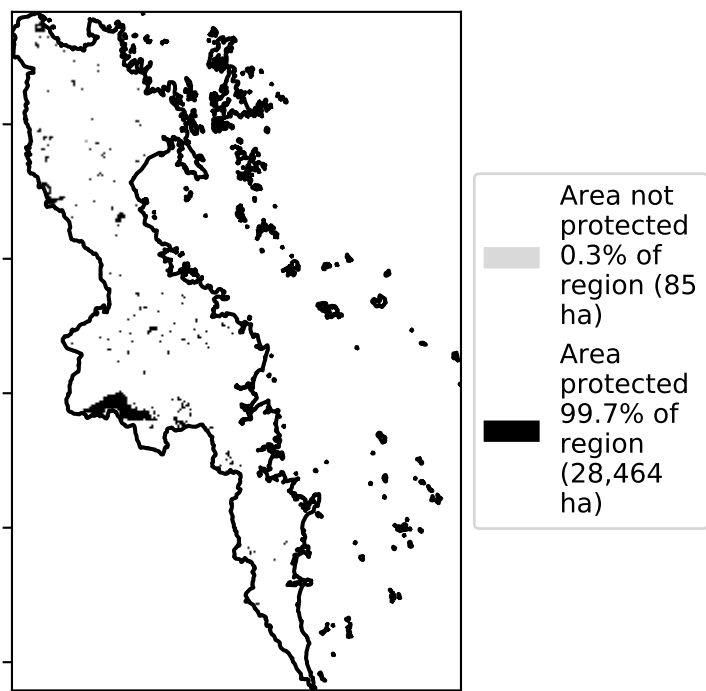 Area not
protected
0.3% of
region (85
ha)
Area
protected
99.7% of
region
(28,464
ha)